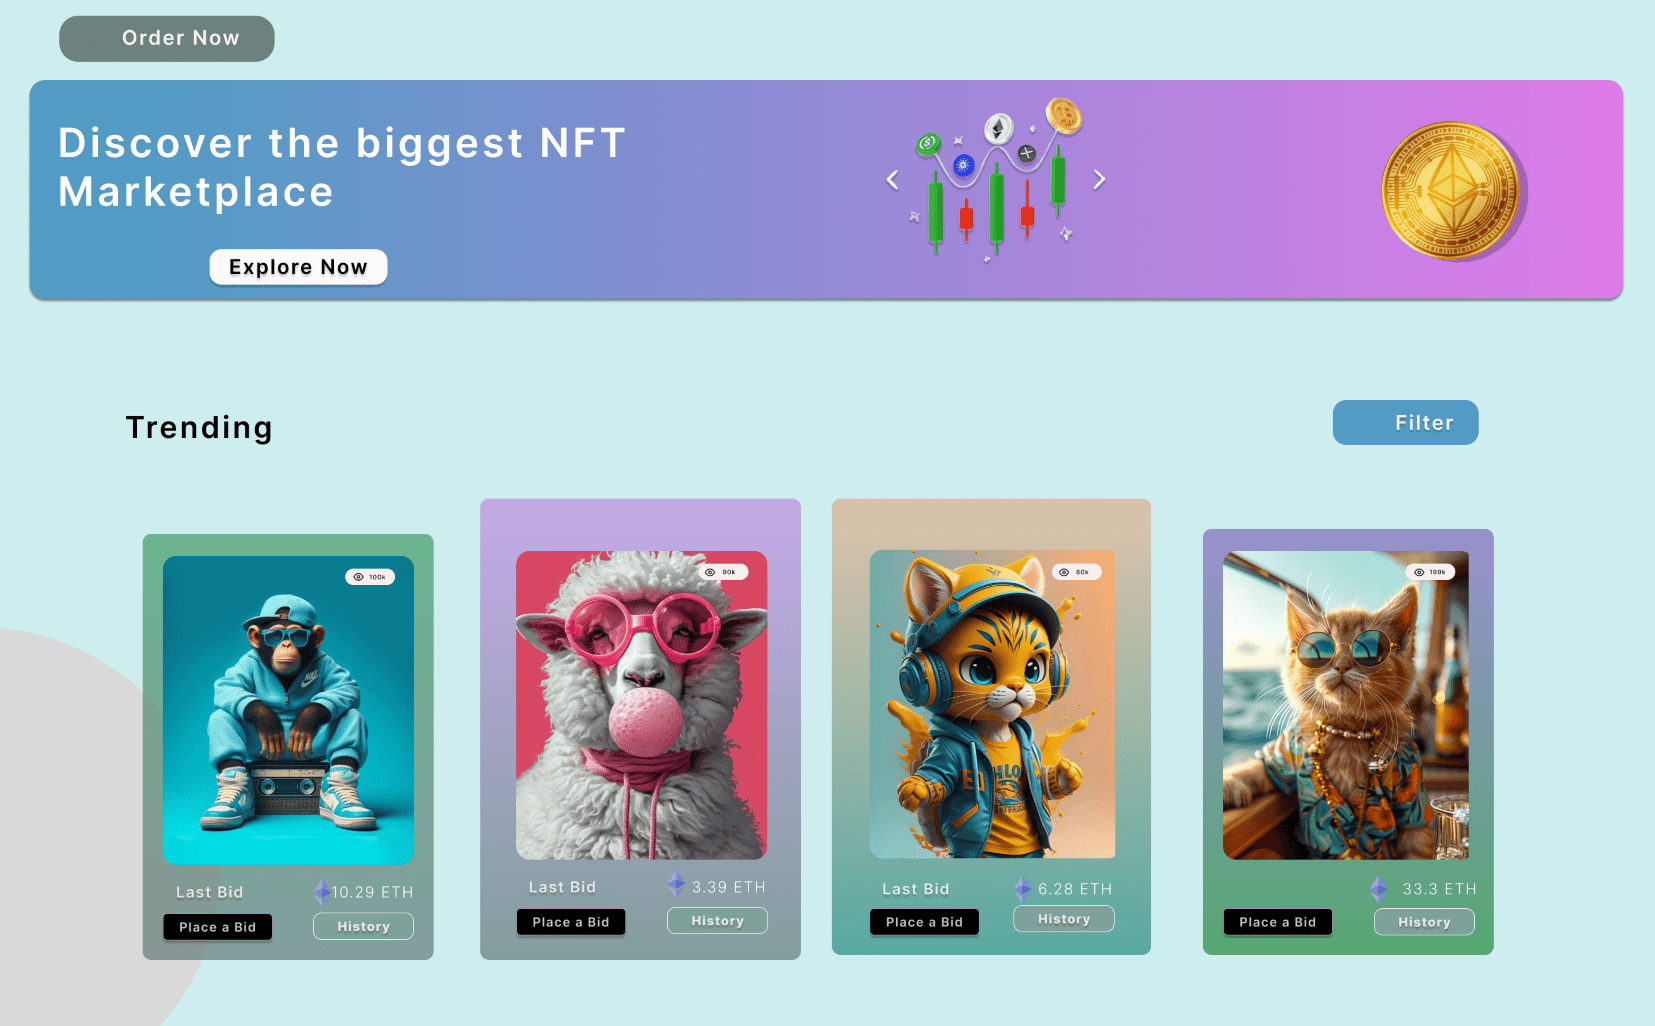 Order Now
Discover the biggest NFT
Marketplace
Explore Now
Trending
Filter
100k
90k
80k
199k
NIKE
Last Bid
10.29 ETH
Place a Bid
History
Last Bid
3.39 ETH
Place a Bid
History
Last Bid
6.28 ETH
Place a Bid
History
33.3 ETH
Place a Bid
History